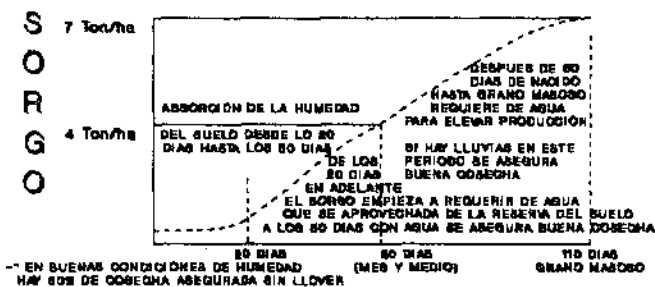 SORGO
7 Ton/ha
4 Ton/ha
ABSORCIÓN DE LA HUMEDAD
DEL SUELO DESDE LO 20
DIAS HASTA LOS 50 DIAS
DE LOS
20 DIAS
EN ADELANTE
EL SORGO EMPIEZA A REQUERIR DE AGUA
QUE SE APROVECHADA DE LA RESERVA DEL SUELO
A LOS 50 DIAS CON AGUA SE ASEGURA BUENA COSECHA
DESPUES DE 50
DIAS DE NACIDO
HASTA GRANO MASOSO
REQUIERE DE AGUA
PARA ELEVAR PRODUCCIÓN
SI HAY LLUVIAS EN ESTE
PERIODO SE ASEGURA
BUENA COSECHA
20 DIAS
50 DIAS
110 DIAS
(MES Y MEDIO)
GRANO MASOSO
EN BUENAS CONDICIONES DE HUMEDAD
HAY DE COSECHA ASEGURADA SIN LLOVER